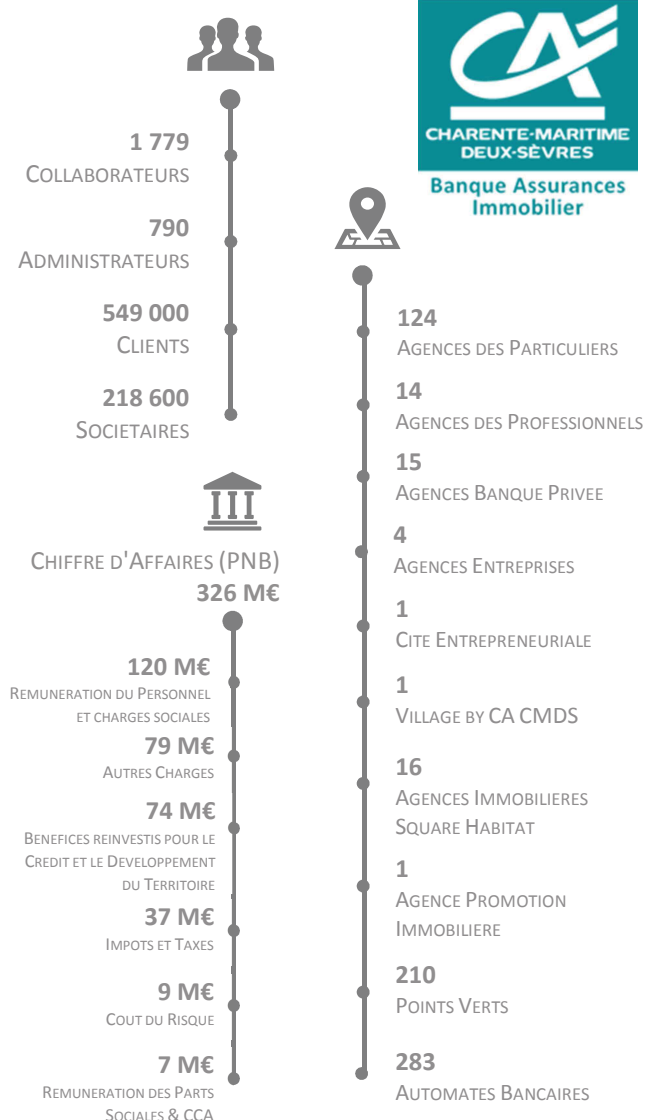 CA
CHARENTE-MARITIME
DEUX-SÈVRES
Banque Assurances
Immobilier
1 779
COLLABORATEURS
790
ADMINISTRATEURS
549 000
CLIENTS
218 600
SOCIETAIRES
CHIFFRE D'AFFAIRES (PNB)
326 M€
120 M€
REMUNERATION DU PERSONNEL
ET CHARGES SOCIALES
79 M€
AUTRES CHARGES
74 M€
BENEFICES REINVESTIS POUR LE
CREDIT ET LE DEVELOPPEMENT
DU TERRITOIRE
37 M€
IMPOTS ET TAXES
9 M€
COUT DU RISQUE
7 M€
REMUNERATION DES PARTS
SOCIALES & CCA
124
AGENCES DES PARTICULIERS
14
AGENCES DES PROFESSIONNELS
15
AGENCES BANQUE PRIVEE
4
AGENCES ENTREPRISES
1
CITE ENTREPRENEURIALE
1
VILLAGE BY CA CMDS
16
AGENCES IMMOBILIERES
SQUARE HABITAT
1
AGENCE PROMOTION
IMMOBILIERE
210
POINTS VERTS
283
AUTOMATES BANCAIRES